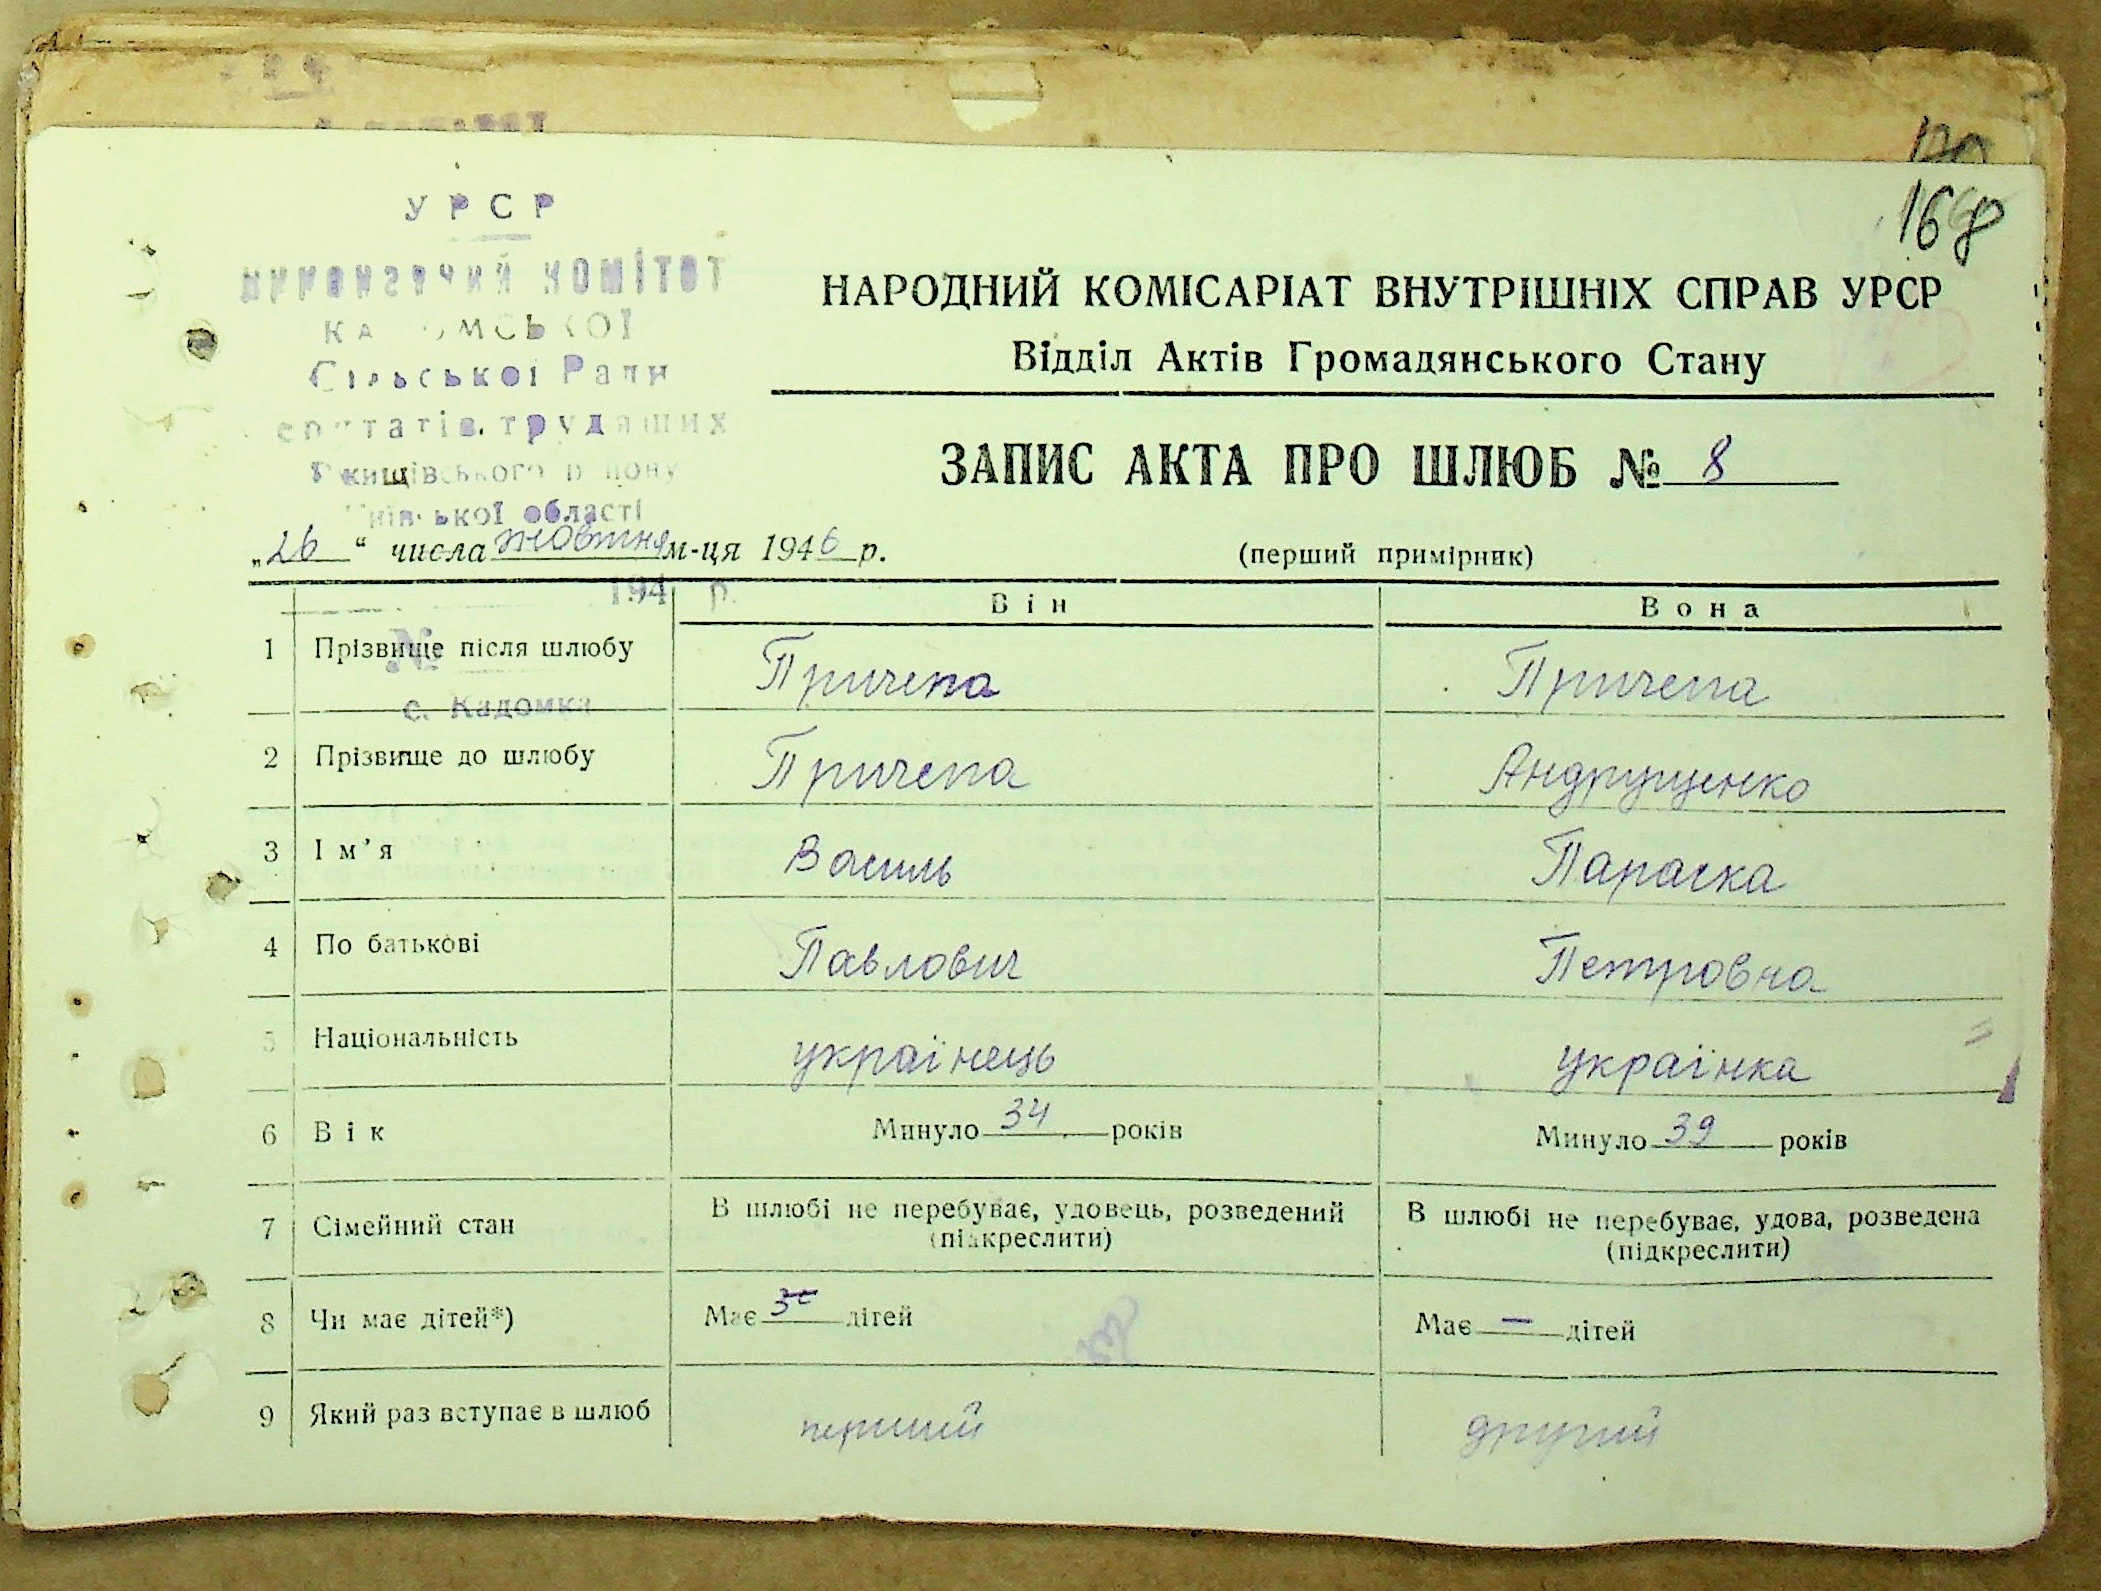 168
УРСР
виконавчий комітет
Сільської Ради
трудящих
Ржищівського району
області
194 р.
№
с. Кадомка
НАРОДНИЙ КОМІСАРІАТ ВНУТРІШНІХ СПРАВ УРСР
Відділ Актів Громадянського Стану
ЗАПИС АКТА ПРО ШЛЮБ № 8
„26“ числа жовтня м-ця 1946 р.
(перший примірник)
Він Вона
1 Прізвище після шлюбу Причепа Причепа
2 Прізвище до шлюбу Причепа Андрущенко
3 Ім’я Василь Параска
4 По батькові Павлович Петровна
5 Національність українець українка
6 Вік Минуло 34 років Минуло 39 років
7 Сімейний стан В шлюбі не перебуває, удовець, розведений В шлюбі не перебуває, удова, розведена
(підкреслити) (підкреслити)
8 Чи має дітей*) Має дітей Має — дітей
9 Який раз вступає в шлюб перший другий